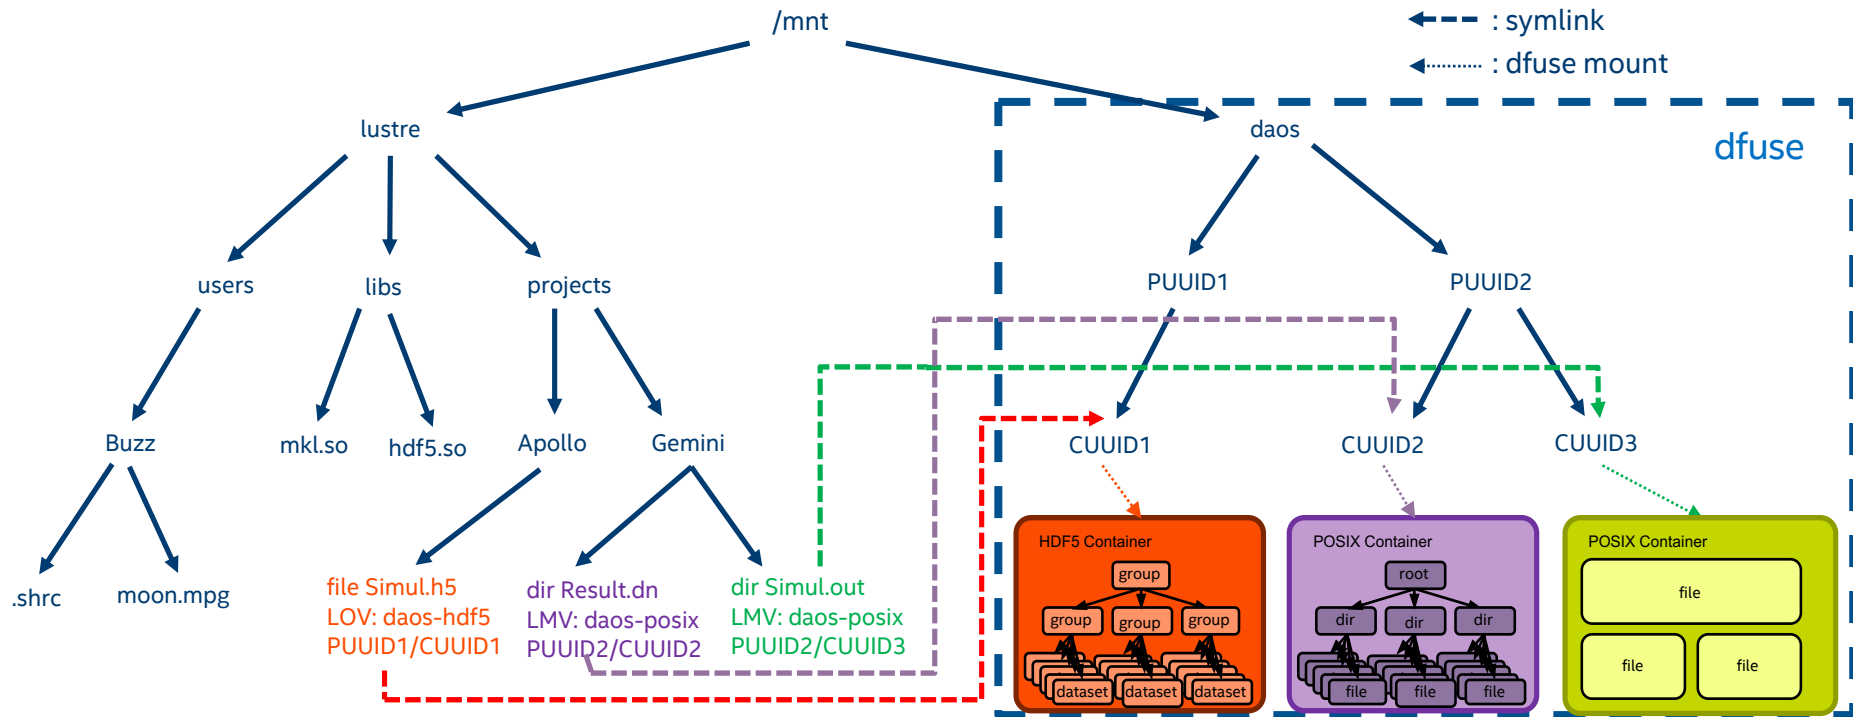 /mnt
: symlink
: dfuse mount
lustre
daos
dfuse
users
libs
projects
PUUID1
PUUID2
Buzz
mkl.so
hdf5.so
Apollo
Gemini
CUUID1
CUUID2
CUUID3
.shrc
moon.mpg
file Simul.h5
LOV: daos-hdf5
PUUID1/CUUID1
dir Result.dn
LMV: daos-posix
PUUID2/CUUID2
dir Simul.out
LMV: daos-posix
PUUID2/CUUID3
HDF5 Container
group
group
group
group
dataset
dataset
dataset
POSIX Container
root
dir
dir
dir
file
file
file
POSIX Container
file
file
file